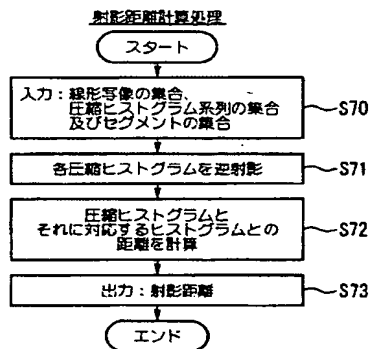 射影距離計算処理
スタート
入力:線形写像の集合、
圧縮ヒストグラム系列の集合
及びセグメントの集合
S70
各圧縮ヒストグラムを逆射影
S71
圧縮ヒストグラムと
それに対応するヒストグラムとの
距離を計算
S72
出力:射影距離
S73
エンド